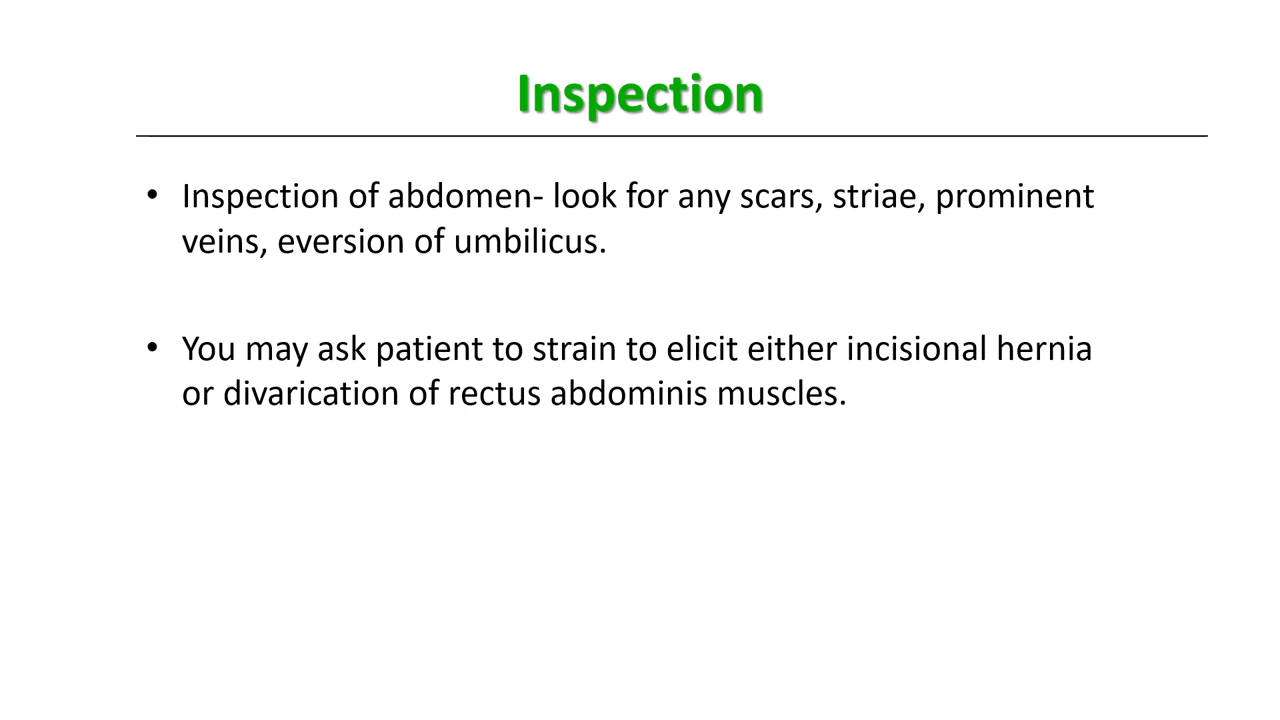 Inspection
• Inspection of abdomen- look for any scars, striae, prominent
veins, eversion of umbilicus.
• You may ask patient to strain to elicit either incisional hernia
or divarication of rectus abdominis muscles.